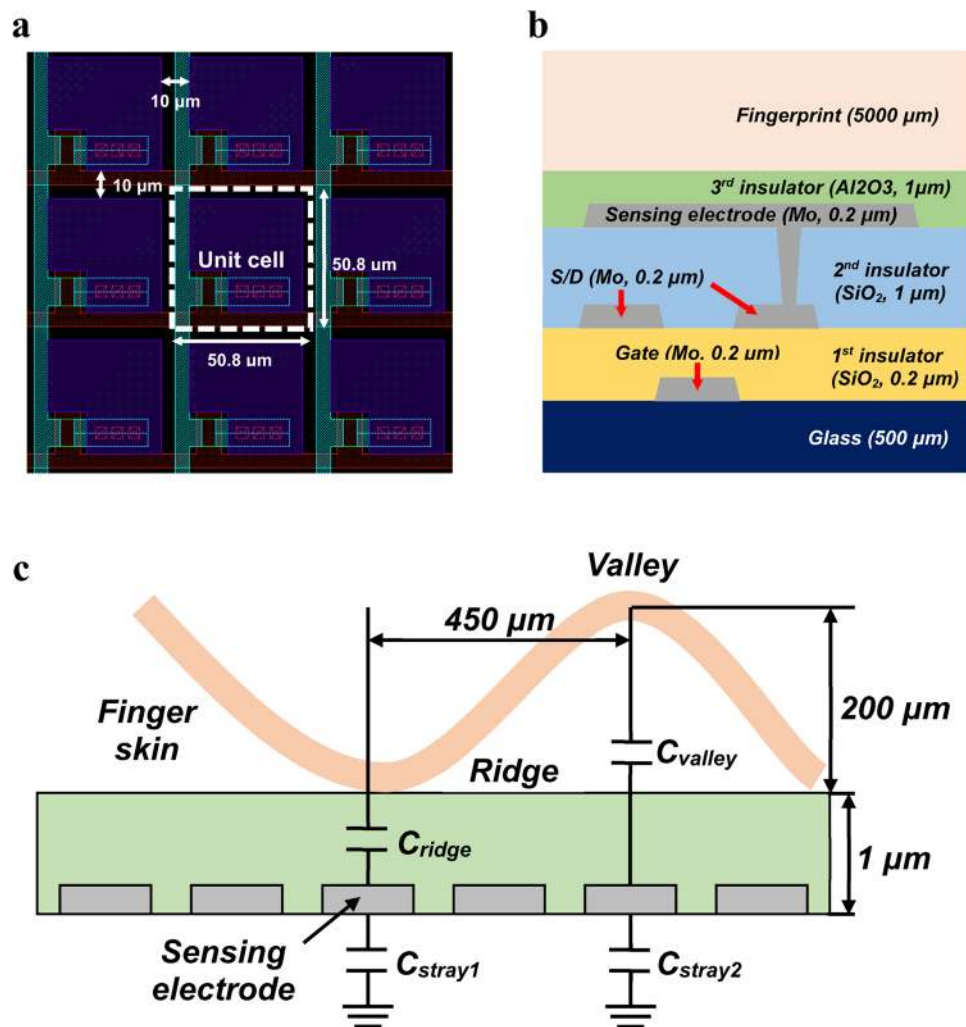 a
10 µm
10 µm
Unit cell
50.8 um
50.8 um
b
Fingerprint (5000 µm)
3rd insulator (Al2O3, 1µm)
Sensing electrode (Mo, 0.2 µm)
S/D (Mo, 0.2 µm)
2nd insulator
(SiO₂, 1 µm)
Gate (Mo. 0.2 um)
1st insulator
(SiO₂, 0.2 µm)
Glass (500 µm)
c
Valley
450 µm
200 µm
Finger
skin
Ridge
Cvalley
Cridge
1 µm
Sensing
electrode
Cstray1
Cstray2